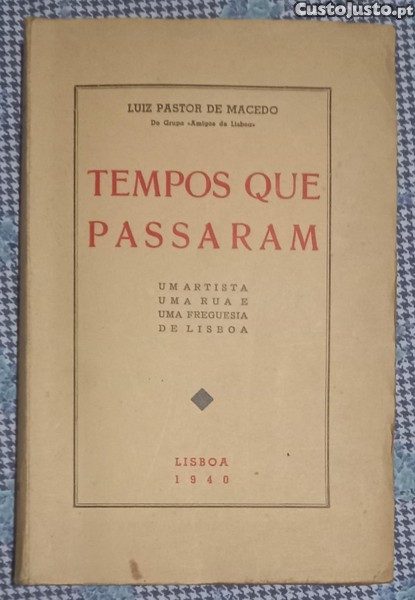 CustoJusto.pt
LUIZ PASTOR DE MACEDO
Do Grupo «Amigos de Lisboa»
TEMPOS QUE
PASSARAM
UM ARTISTA
UMA RUA E
UMA FREGUESIA
DE LISBOA
LISBOA
1940